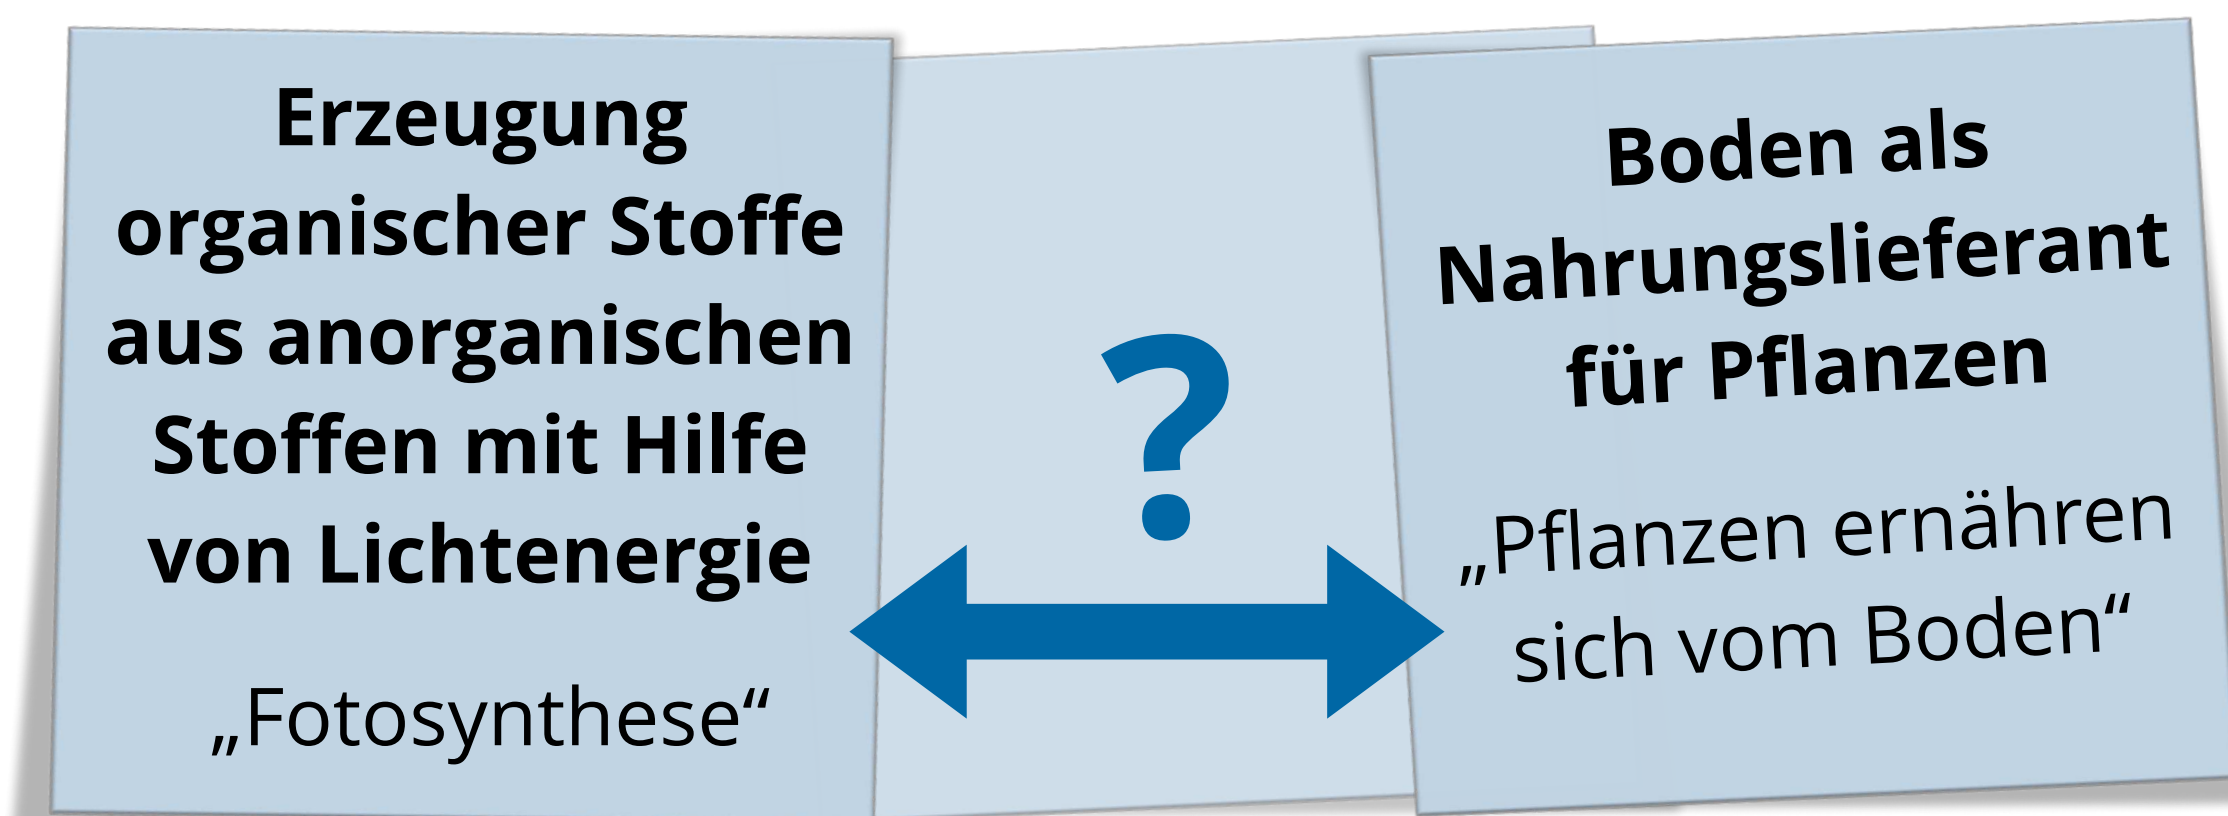 Erzeugung
organischer Stoffe
aus anorganischen
Stoffen mit Hilfe
von Lichtenergie
„Fotosynthese“
?
Boden als
Nahrungslieferant
für Pflanzen
„Pflanzen ernähren
sich vom Boden“